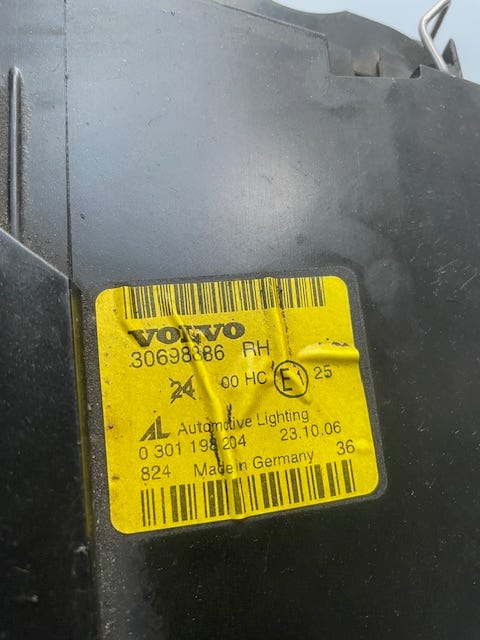 VOLVO
30698886 RH
24 00 HC E1 25
AL Automotive Lighting
0 301 198 204 23.10.06
824 Made in Germany 36